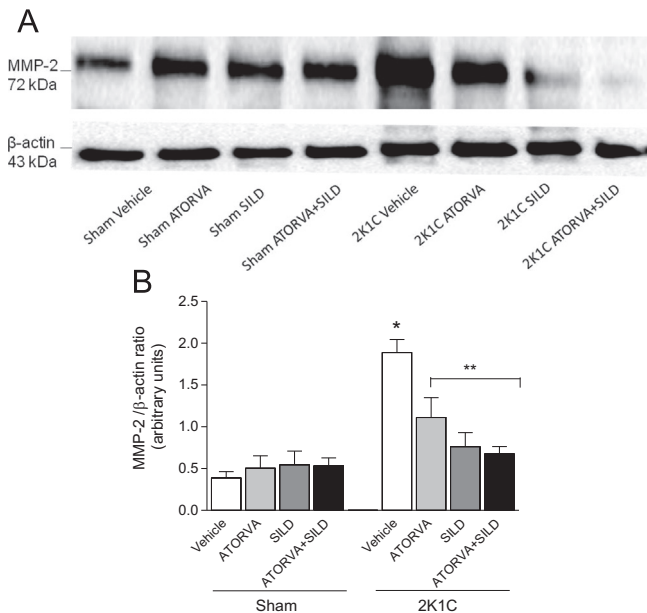 A
MMP-2
72 kDa
β-actin
43 kDa
Sham Vehicle
Sham ATORVA
Sham SILD
Sham ATORVA+SILD
2K1C Vehicle
2K1C ATORVA
2K1C SILD
2K1C ATORVA+SILD
B
MMP-2 /β-actin ratio
(arbitrary units)
2.5
2.0
1.5
1.0
0.5
0.0
*
**
Vehicle
ATORVA
SILD
ATORVA+SILD
Vehicle
ATORVA
SILD
ATORVA+SILD
Sham
2K1C